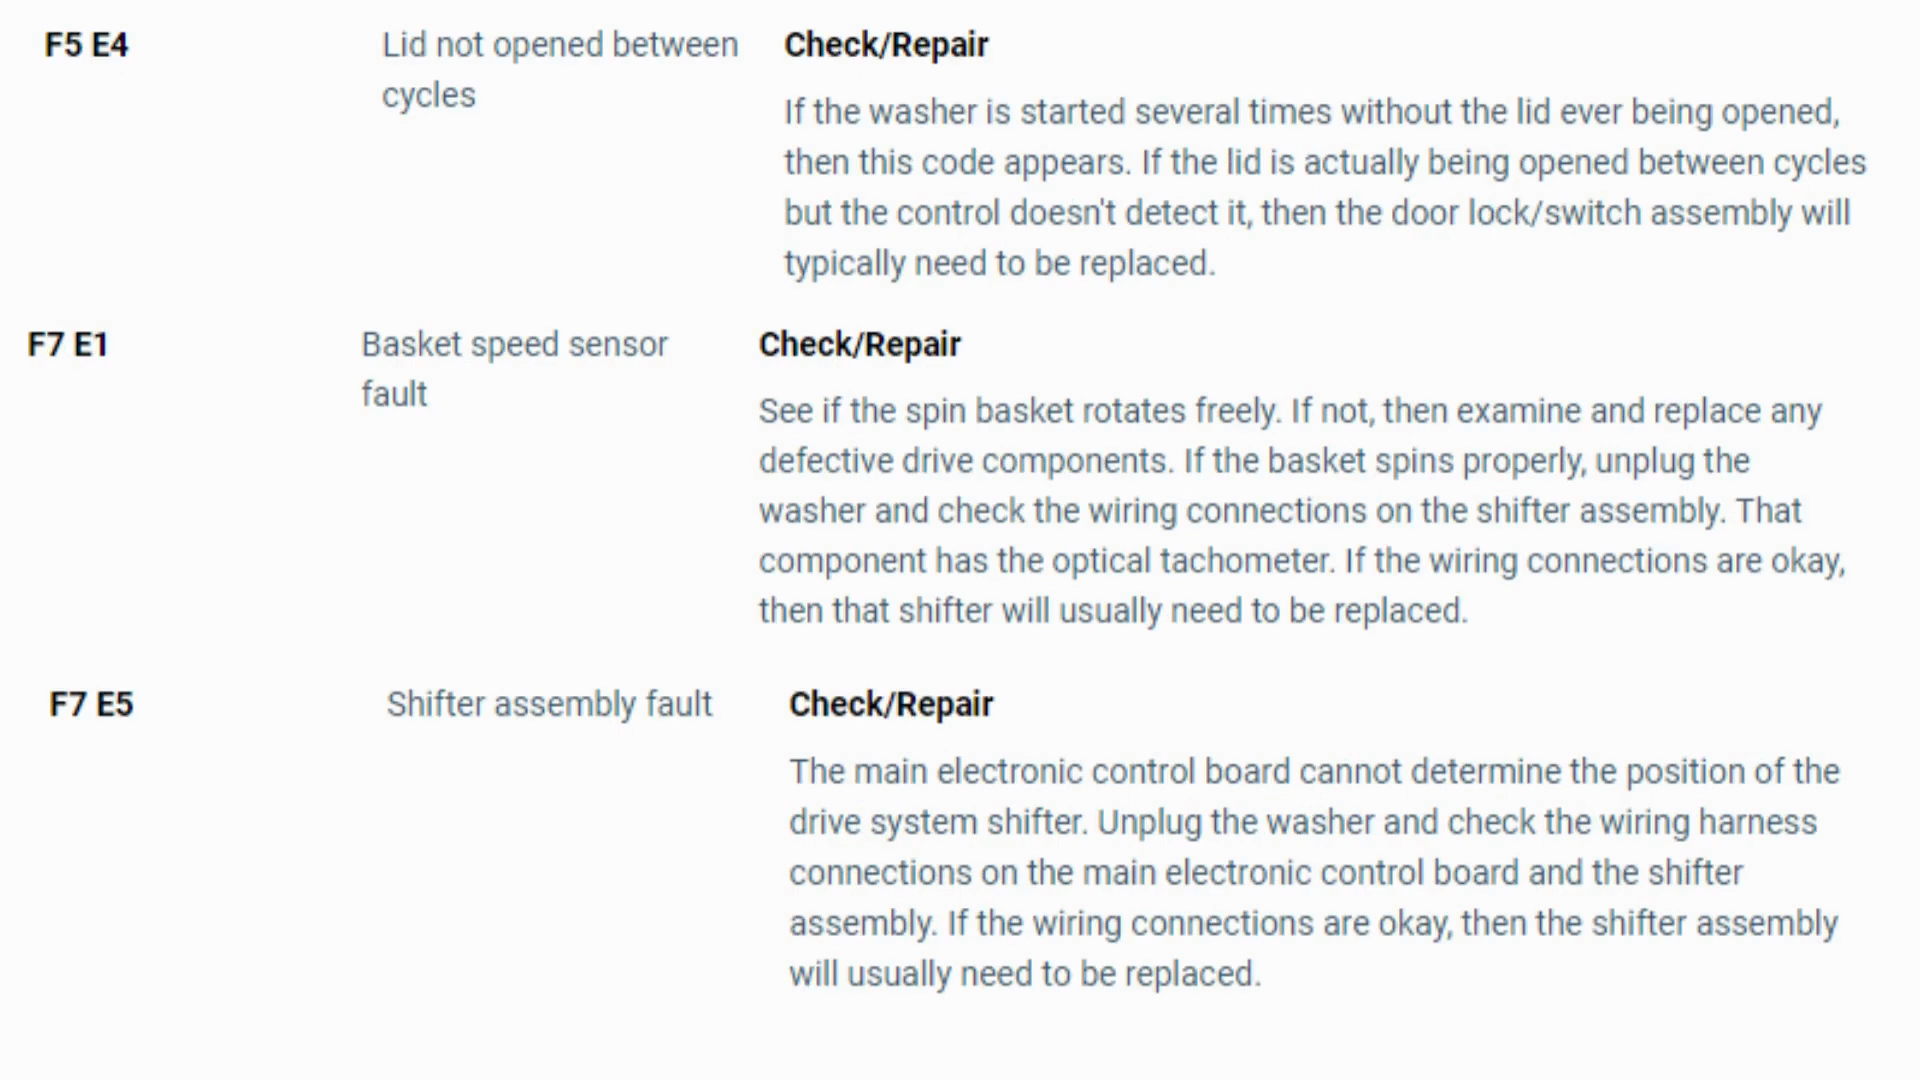 F5 E4 Lid not opened between Check/Repair
cycles
If the washer is started several times without the lid ever being opened,
then this code appears. If the lid is actually being opened between cycles
but the control doesn't detect it, then the door lock/switch assembly will
typically need to be replaced.
F7 E1 Basket speed sensor Check/Repair
fault
See if the spin basket rotates freely. If not, then examine and replace any
defective drive components. If the basket spins properly, unplug the
washer and check the wiring connections on the shifter assembly. That
component has the optical tachometer. If the wiring connections are okay,
then that shifter will usually need to be replaced.
F7 E5 Shifter assembly fault Check/Repair
The main electronic control board cannot determine the position of the
drive system shifter. Unplug the washer and check the wiring harness
connections on the main electronic control board and the shifter
assembly. If the wiring connections are okay, then the shifter assembly
will usually need to be replaced.